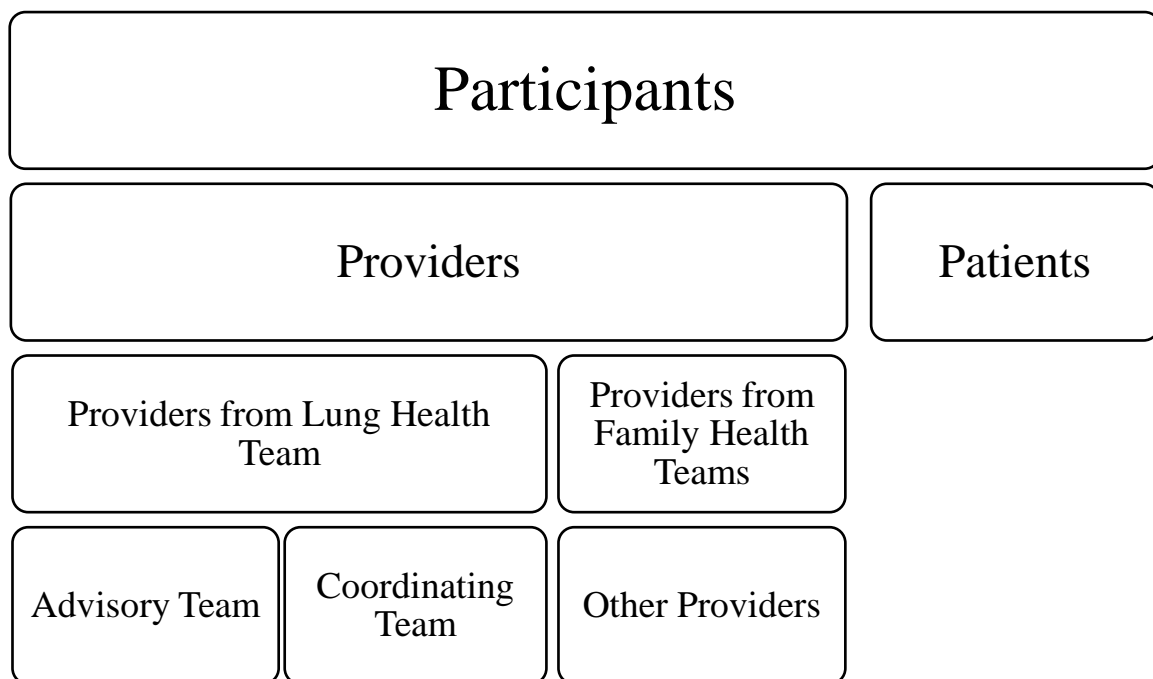 Participants
Providers
Patients
Providers from Lung Health
Team
Providers from
Family Health
Teams
Advisory Team
Coordinating
Team
Other Providers